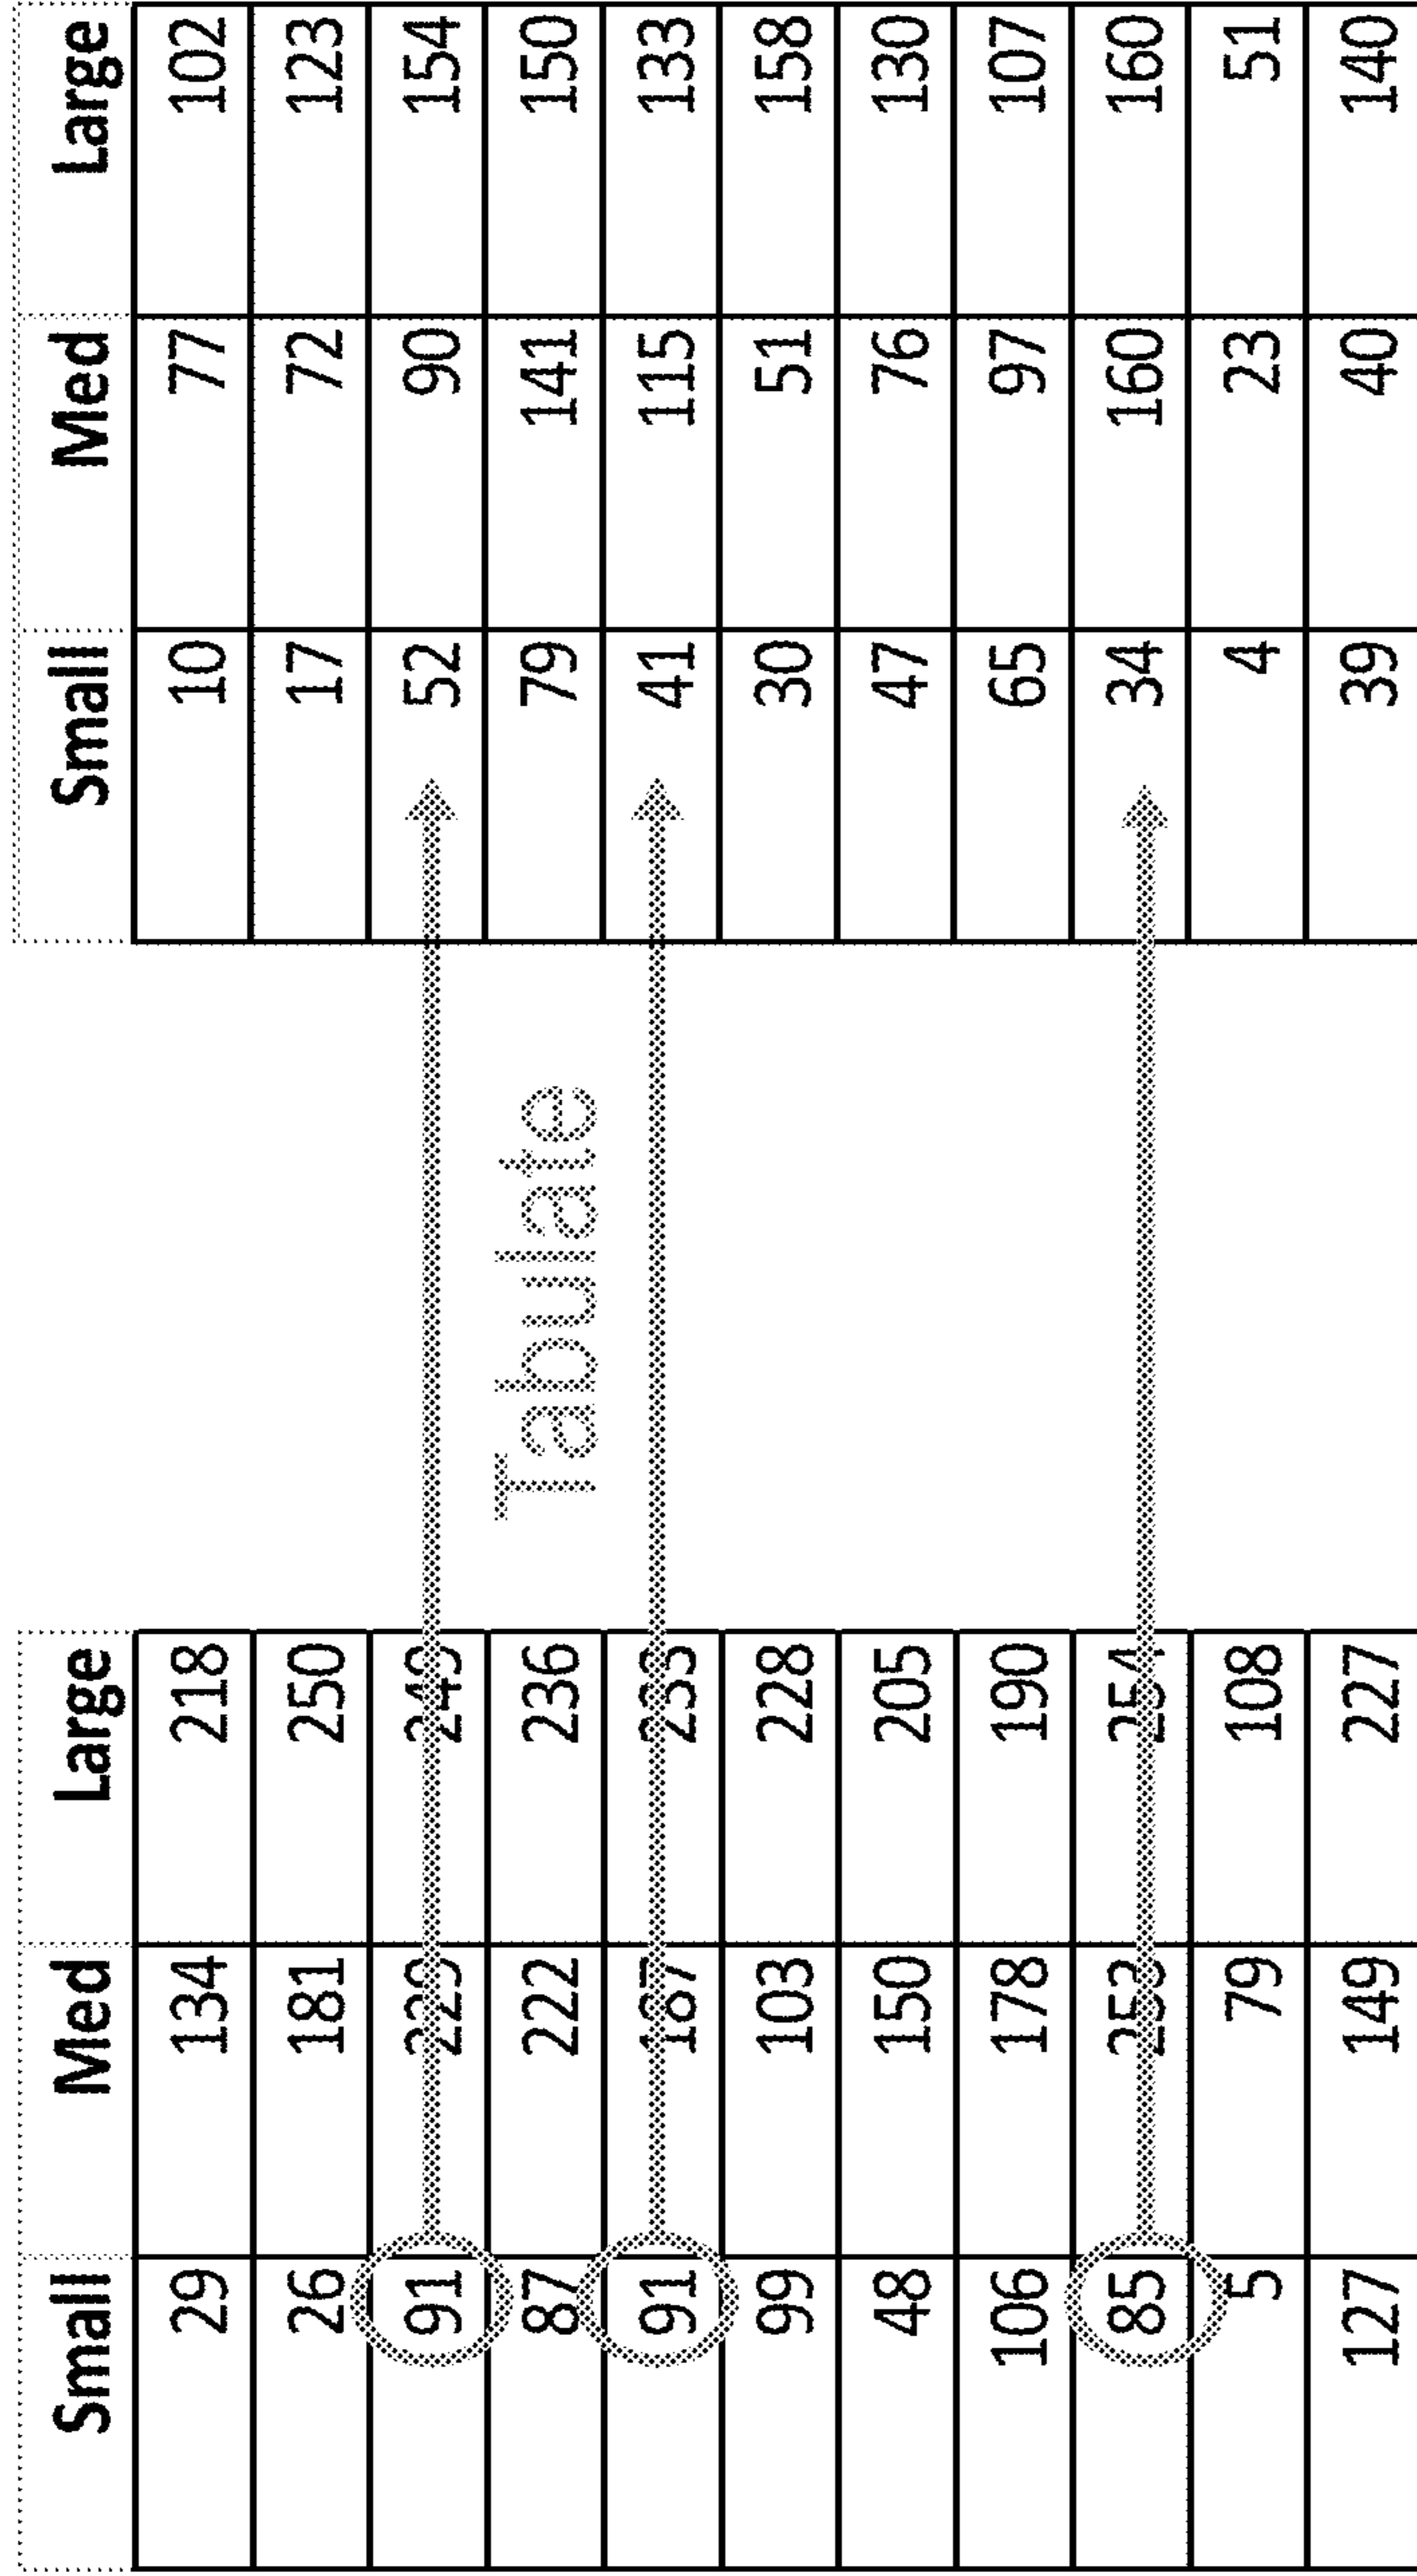 Small Med Large Small Med Large
29 134 218 10 77 102
26 181 250 17 72 123
91 52 90 154
87 222 236 Tabulate 79 141 150
91 187 41 115 133
99 103 228 30 51 158
48 150 205 47 76 130
106 178 190 65 97 107
85 253 254 34 160 160
5 79 108 4 23 51
127 149 227 39 40 140